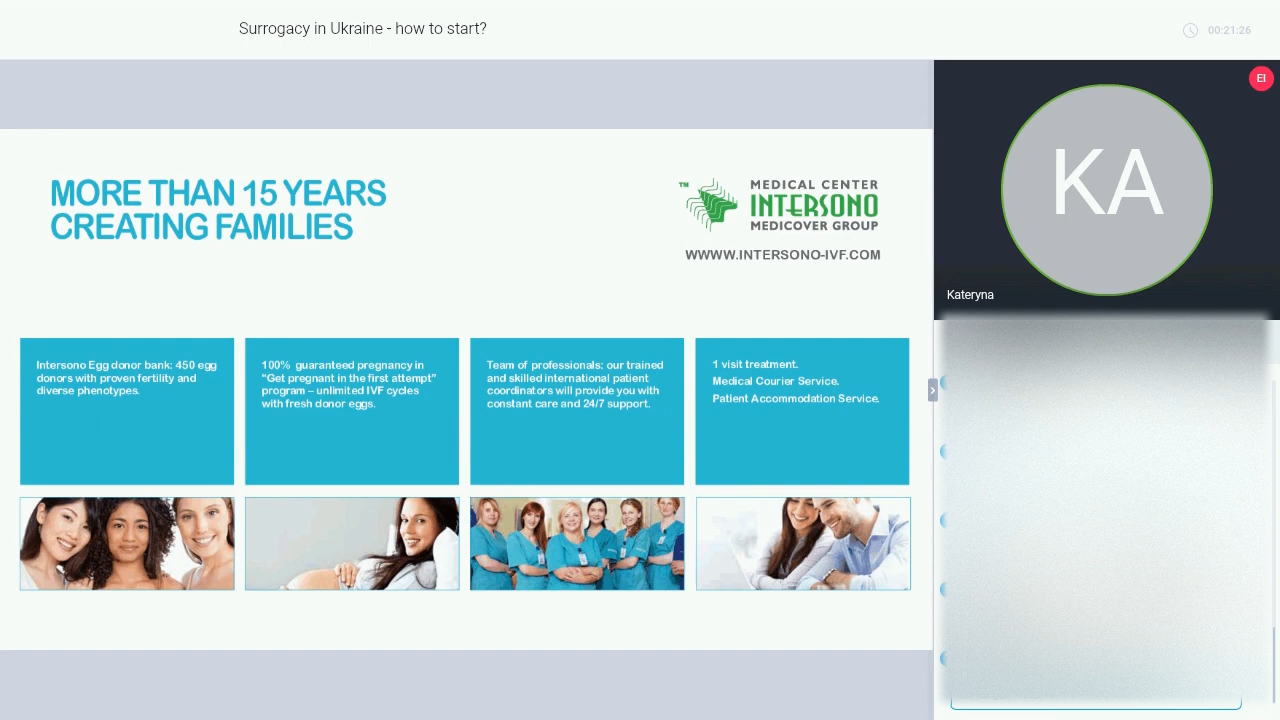 Surrogacy in Ukraine - how to start?
00:21:26
EI
KA
Kateryna
MORE THAN 15 YEARS
CREATING FAMILIES
TM
MEDICAL CENTER
INTERSONO
MEDICOVER GROUP
WWWW.INTERSONO-IVF.COM
Intersono Egg donor bank: 450 egg
donors with proven fertility and
diverse phenotypes.
100% guaranteed pregnancy in
“Get pregnant in the first attempt”
program – unlimited IVF cycles
with fresh donor eggs.
Team of professionals: our trained
and skilled international patient
coordinators will provide you with
constant care and 24/7 support.
1 visit treatment.
Medical Courier Service.
Patient Accommodation Service.